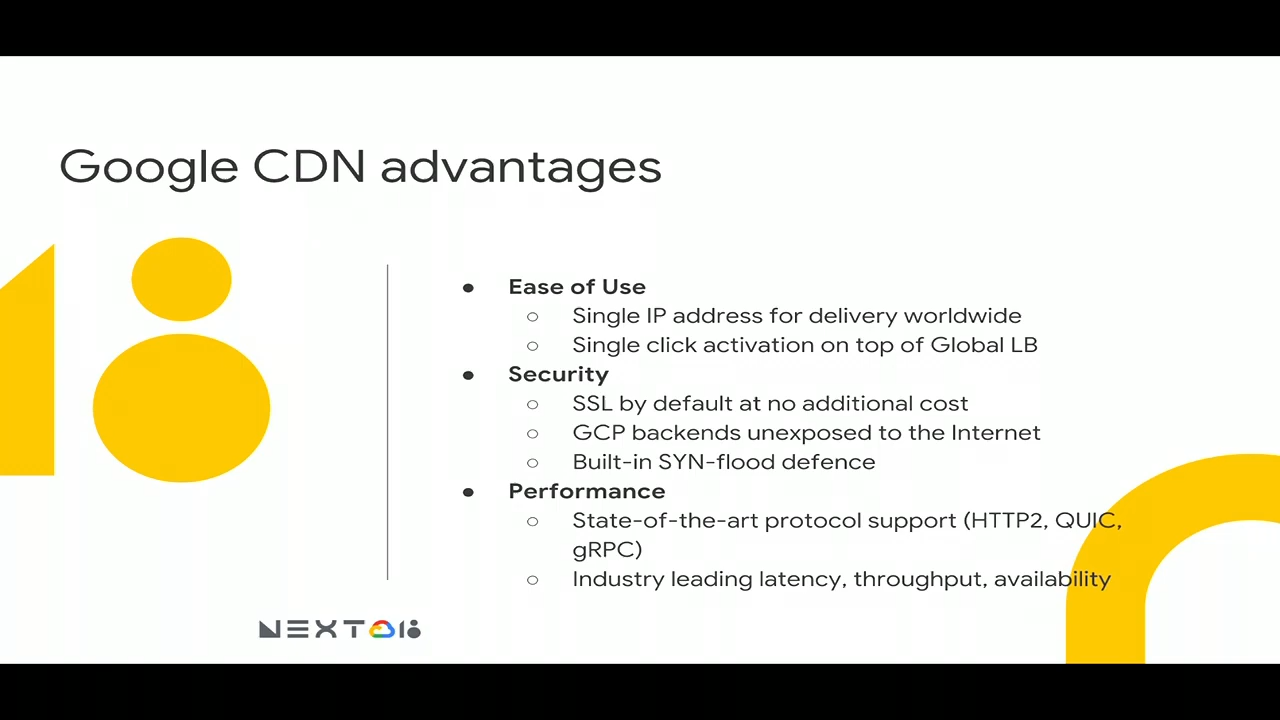 Google CDN advantages
18
● Ease of Use
○ Single IP address for delivery worldwide
○ Single click activation on top of Global LB
● Security
○ SSL by default at no additional cost
○ GCP backends unexposed to the Internet
○ Built-in SYN-flood defence
● Performance
○ State-of-the-art protocol support (HTTP2, QUIC,
gRPC)
○ Industry leading latency, throughput, availability
NEXT 18